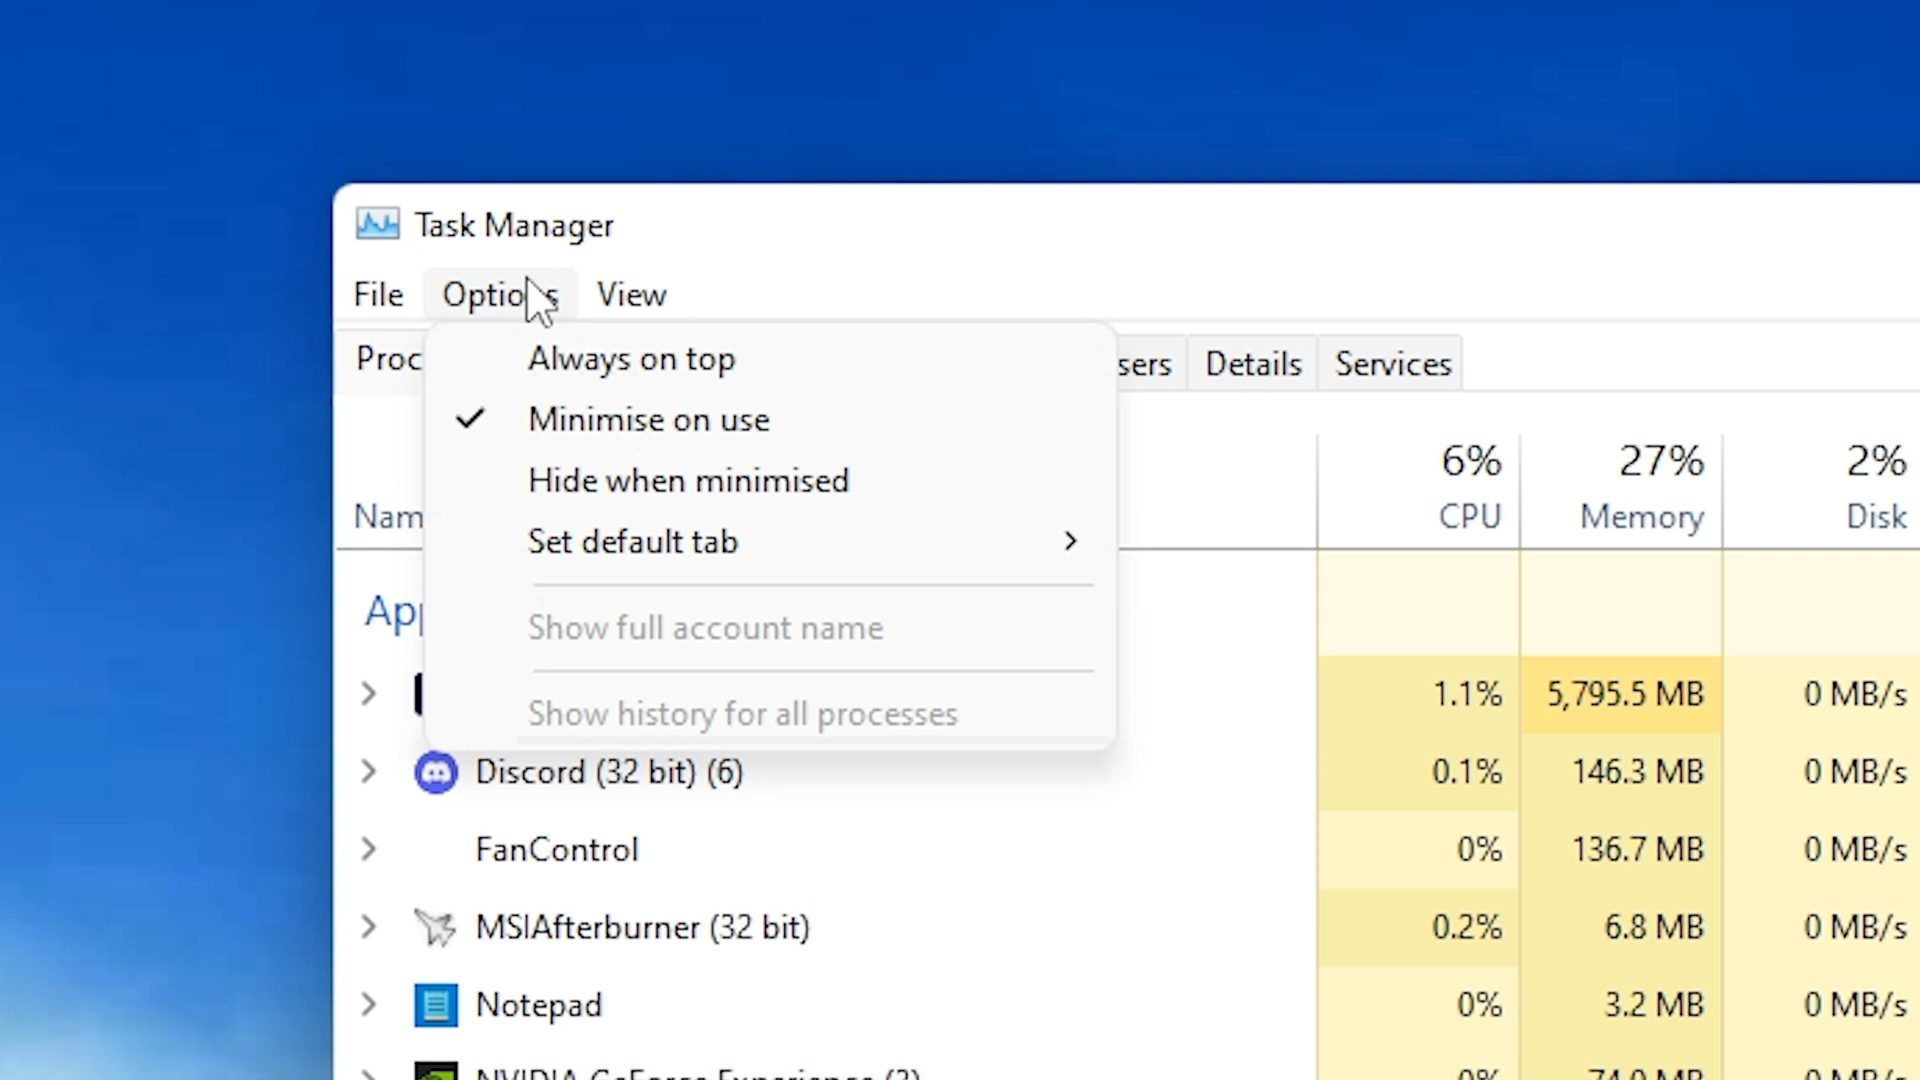 Task Manager
File Options View
Always on top
Minimise on use
Hide when minimised
Set default tab
Show full account name
Show history for all processes
Details Services
6% 27% 2%
CPU Memory Disk
1.1% 5,795.5 MB 0 MB/s
Discord (32 bit) (6) 0.1% 146.3 MB 0 MB/s
FanControl 0% 136.7 MB 0 MB/s
MSIAfterburner (32 bit) 0.2% 6.8 MB 0 MB/s
Notepad 0% 3.2 MB 0 MB/s
NVIDIA GeForce Experience